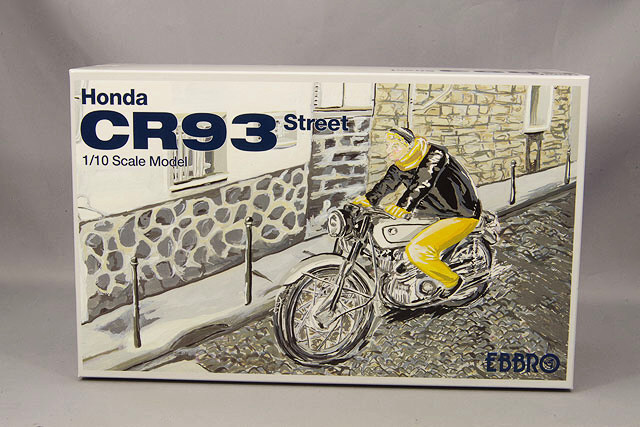 Honda
CR93 Street
1/10 Scale Model
EBBRO